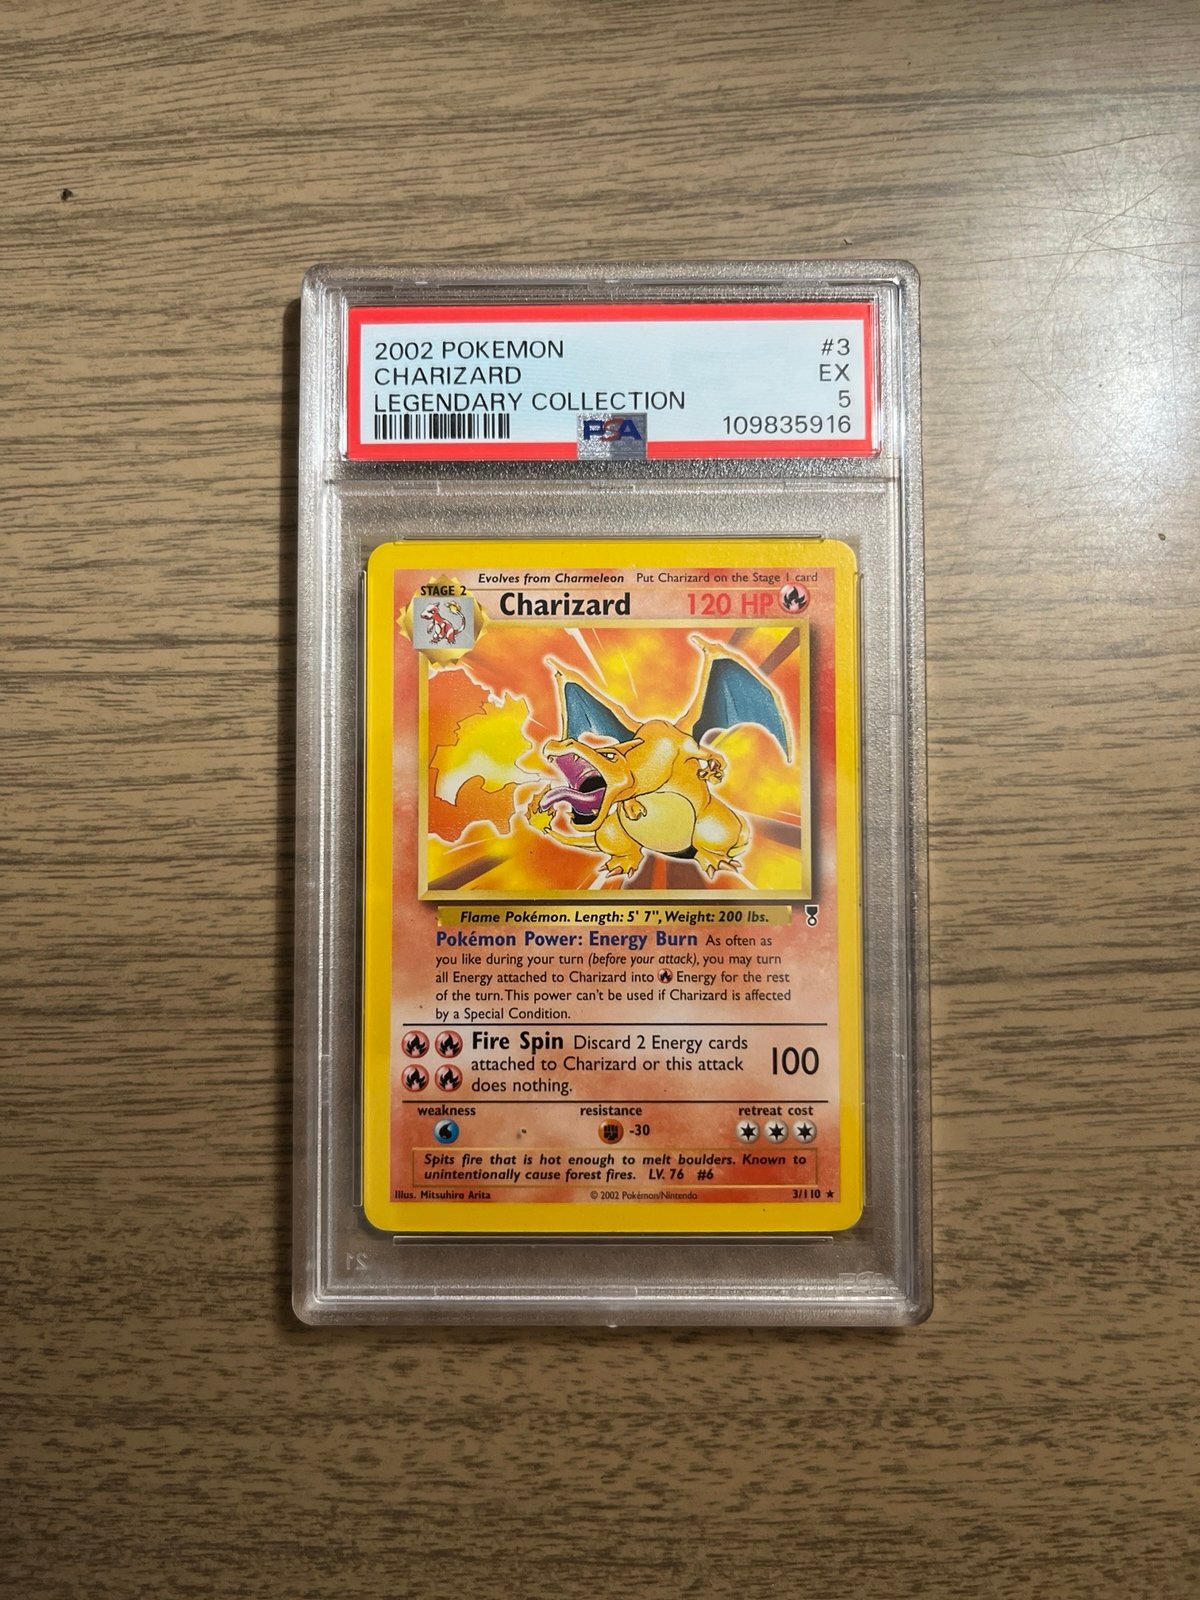 2002 POKEMON #3
CHARIZARD EX
LEGENDARY COLLECTION 5
PSA 109835916
Evolves from Charmeleon Put Charizard on the Stage 1 card
STAGE 2
Charizard 120 HP
Flame Pokémon. Length: 5' 7", Weight: 200 lbs.
Pokémon Power: Energy Burn As often as
you like during your turn (before your attack), you may turn
all Energy attached to Charizard into Energy for the rest
of the turn. This power can't be used if Charizard is affected
by a Special Condition.
Fire Spin Discard 2 Energy cards
attached to Charizard or this attack 100
does nothing.
weakness resistance retreat cost
-30
Spits fire that is hot enough to melt boulders. Known to
unintentionally cause forest fires. LV. 76 #6
Illus. Mitsuhiro Arita © 2002 Pokémon/Nintendo 3/110 ★
21